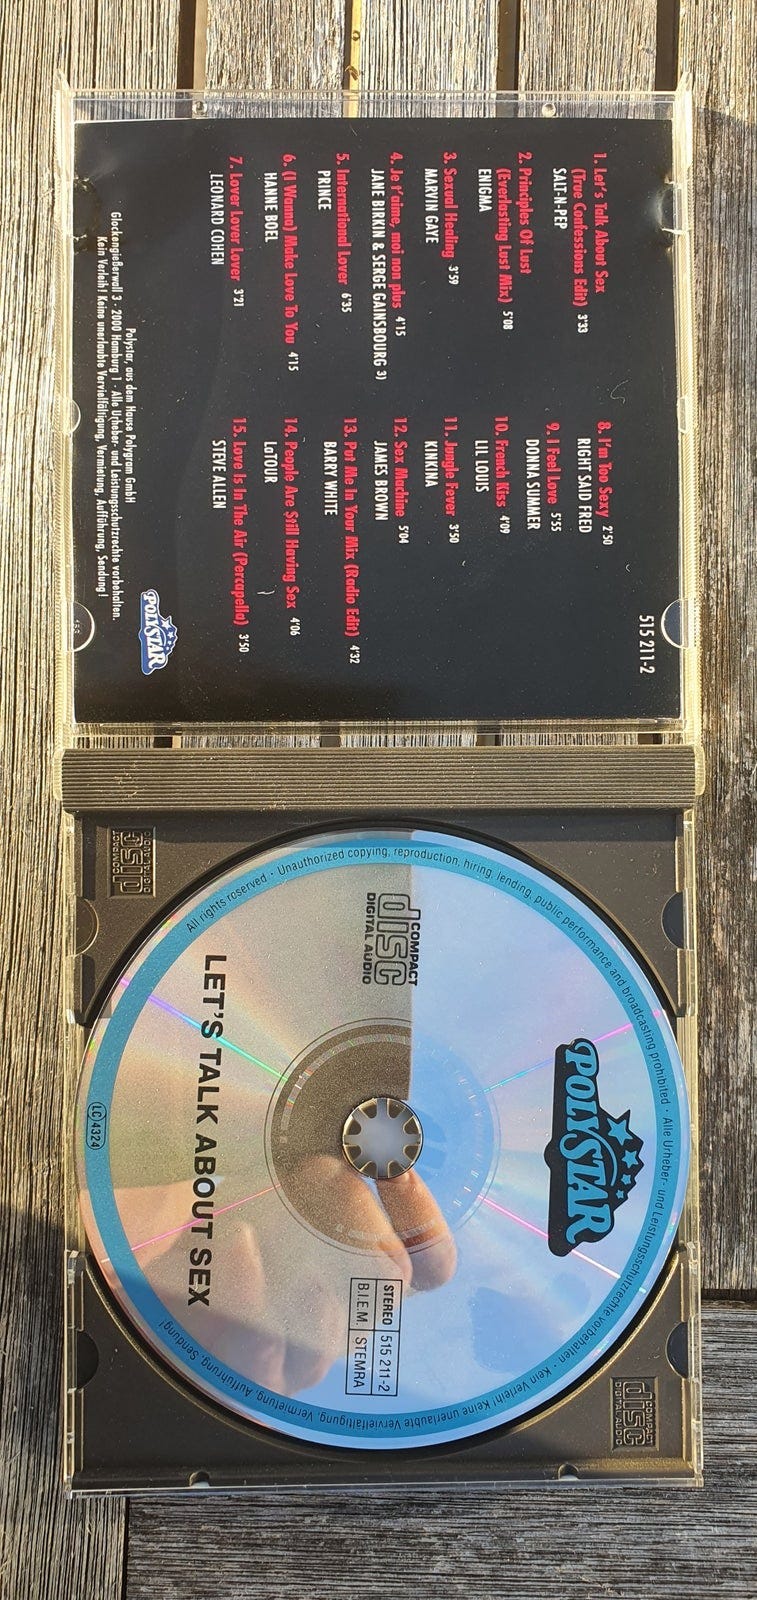 515 211-2
1. Let's Talk About Sex
(True Confessions Edit) 3'33
SALT-N-PEP
2. Principles Of Lust
(Everlasting Lust Mix) 5'08
ENIGMA
3. Sexual Healing 3'59
MARVIN GAYE
4. Je t'aime, moi non plus 4'15
JANE BIRKIN & SERGE GAINSBOURG 3)
5. International Lover 6'35
PRINCE
6. (I Wanna) Make Love To You 4'15
HANNE BOEL
7. Lover Lover Lover 3'21
LEONARD COHEN
8. I'm Too Sexy 2'50
RIGHT SAID FRED
9. I Feel Love 5'55
DONNA SUMMER
10. French Kiss 4'09
LIL LOUIS
11. Jungle Fever 3'50
KINKINA
12. Sex Machine 5'04
JAMES BROWN
13. Put Me In Your Mix (Radio Edit) 4'32
BARRY WHITE
14. People Are Still Having Sex 4'06
LaTOUR
15. Love Is In The Air (Percapella) 3'50
STEVE ALLEN
POLYSTAR
Polystar, aus dem Hause Polygram GmbH
Glockengießerwall 3 · 2000 Hamburg 1 · Alle Urheber- und Leistungsschutzrechte vorbehalten.
Kein Verleih! Keine unerlaubte Vervielfältigung, Vermietung, Aufführung, Sendung!
COMPACT
disc
DIGITAL AUDIO
COMPACT
disc
DIGITAL AUDIO
All rights reserved · Unauthorized copying, reproduction, hiring, lending, public performance and broadcasting prohibited · Alle Urheber- und Leistungsschutzrechte vorbehalten · Kein Verleih! Keine unerlaubte Vervielfältigung, Vermietung, Aufführung, Sendung!
POLYSTAR
COMPACT
disc
DIGITAL AUDIO
STEREO 515 211-2
B.I.E.M. STEMRA
LET'S TALK ABOUT SEX
LC 4324